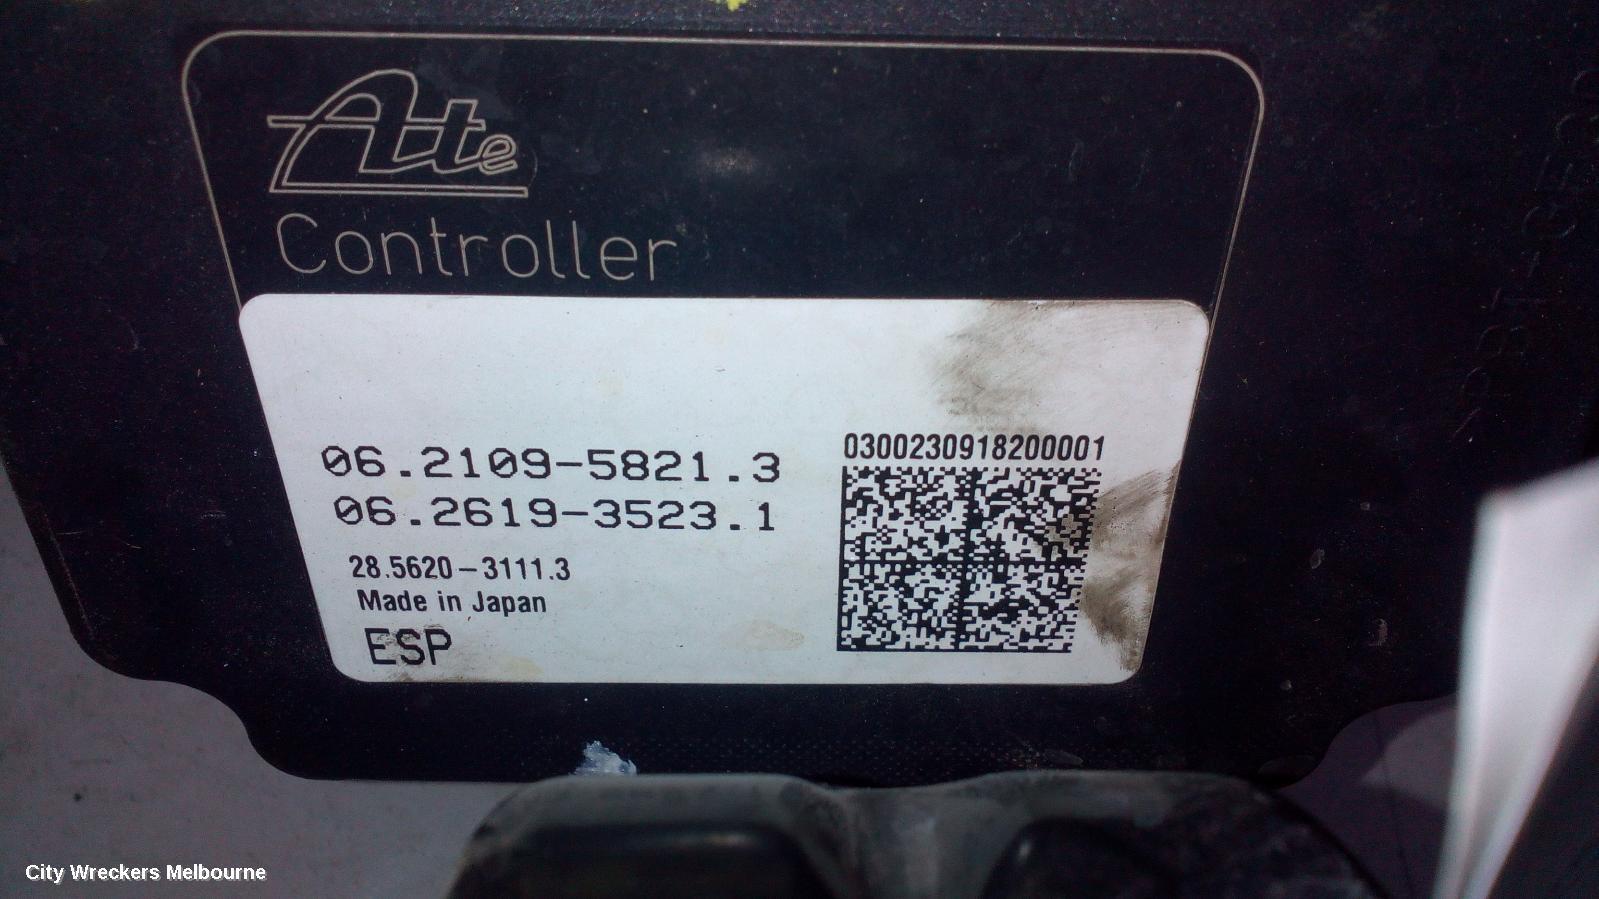 Ate
Controller
06.2109-5821.3
06.2619-3523.1
28.5620-3111.3
Made in Japan
ESP
0300230918200001
City Wreckers Melbourne